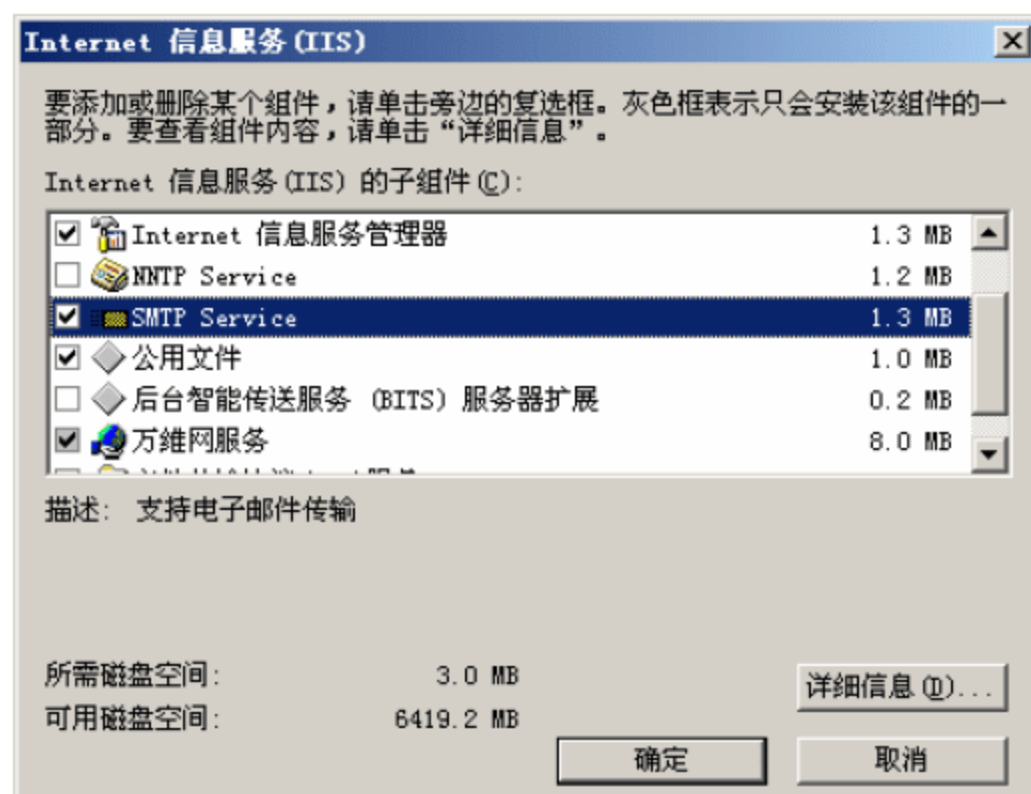 Internet 信息服务(IIS)
要添加或删除某个组件，请单击旁边的复选框。灰色框表示只会安装该组件的一
部分。要查看组件内容，请单击“详细信息”。
Internet 信息服务(IIS) 的子组件(C):
Internet 信息服务管理器 1.3 MB
NNTP Service 1.2 MB
SMTP Service 1.3 MB
公用文件 1.0 MB
后台智能传送服务 (BITS) 服务器扩展 0.2 MB
万维网服务 8.0 MB
描述: 支持电子邮件传输
所需磁盘空间: 3.0 MB
详细信息(D)...
可用磁盘空间: 6419.2 MB
确定 取消